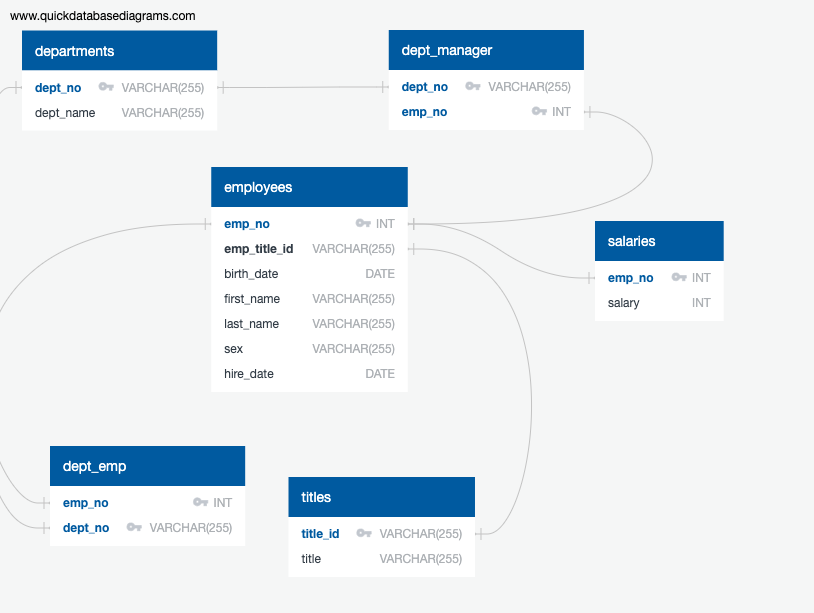 www.quickdatabasediagrams.com
departments
dept_no VARCHAR(255)
dept_name VARCHAR(255)
dept_manager
dept_no VARCHAR(255)
emp_no INT
employees
emp_no INT
emp_title_id VARCHAR(255)
birth_date DATE
first_name VARCHAR(255)
last_name VARCHAR(255)
sex VARCHAR(255)
hire_date DATE
salaries
emp_no INT
salary INT
dept_emp
emp_no INT
dept_no VARCHAR(255)
titles
title_id VARCHAR(255)
title VARCHAR(255)